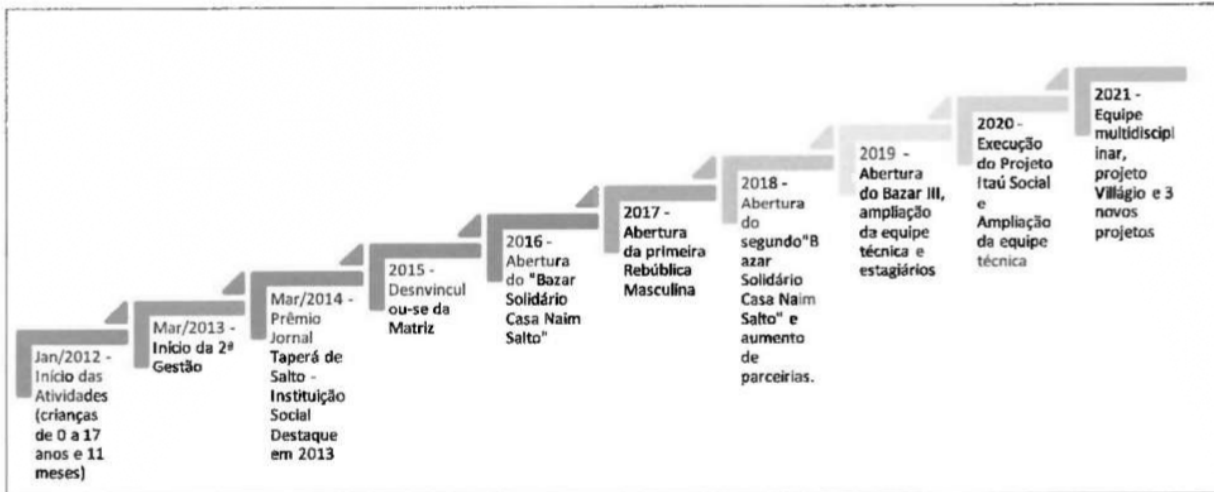 Jan/2012 -
Início das
Atividades
(crianças
de 0 a 17
anos e 11
meses)
Mar/2013 -
Início da 2ª
Gestão
Mar/2014 -
Prêmio
Jornal
Taperá de
Salto -
Instituição
Social
Destaque
em 2013
2015 -
Desnvincul
ou-se da
Matriz
2016 -
Abertura
do "Bazar
Solidário
Casa Naim
Salto"
2017 -
Abertura
da primeira
Rebública
Masculina
2018 -
Abertura
do
segundo"B
azar
Solidário
Casa Naim
Salto" e
aumento
de
parceirias.
2019 -
Abertura
do Bazar III,
ampliação
da equipe
técnica e
estagiários
2020 -
Execução
do Projeto
Itaú Social
e
Ampliação
da equipe
técnica
2021 -
Equipe
multidiscipl
inar,
projeto
Villágio e 3
novos
projetos